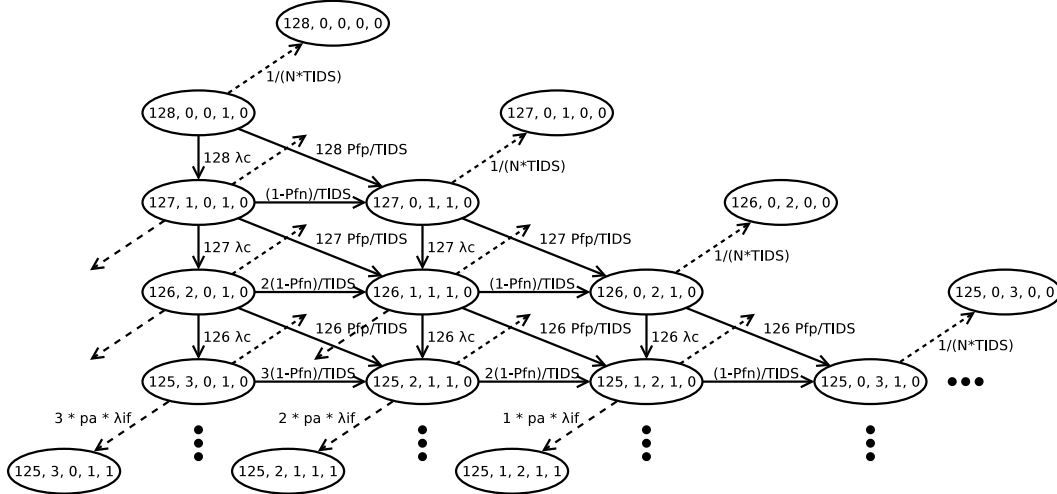 128, 0, 0, 0, 0
1/(N*TIDS)
128, 0, 0, 1, 0
127, 0, 1, 0, 0
128 λc
128 Pfp/TIDS
1/(N*TIDS)
127, 1, 0, 1, 0
(1-Pfn)/TIDS
127, 0, 1, 1, 0
126, 0, 2, 0, 0
127 λc
127 Pfp/TIDS
127 λc
127 Pfp/TIDS
1/(N*TIDS)
126, 2, 0, 1, 0
2(1-Pfn)/TIDS
126, 1, 1, 1, 0
(1-Pfn)/TIDS
126, 0, 2, 1, 0
125, 0, 3, 0, 0
126 λc
126 Pfp/TIDS
126 λc
126 Pfp/TIDS
126 λc
126 Pfp/TIDS
1/(N*TIDS)
125, 3, 0, 1, 0
3(1-Pfn)/TIDS
125, 2, 1, 1, 0
2(1-Pfn)/TIDS
125, 1, 2, 1, 0
(1-Pfn)/TIDS
125, 0, 3, 1, 0
3 * pa * λif
2 * pa * λif
1 * pa * λif
125, 3, 0, 1, 1
125, 2, 1, 1, 1
125, 1, 2, 1, 1